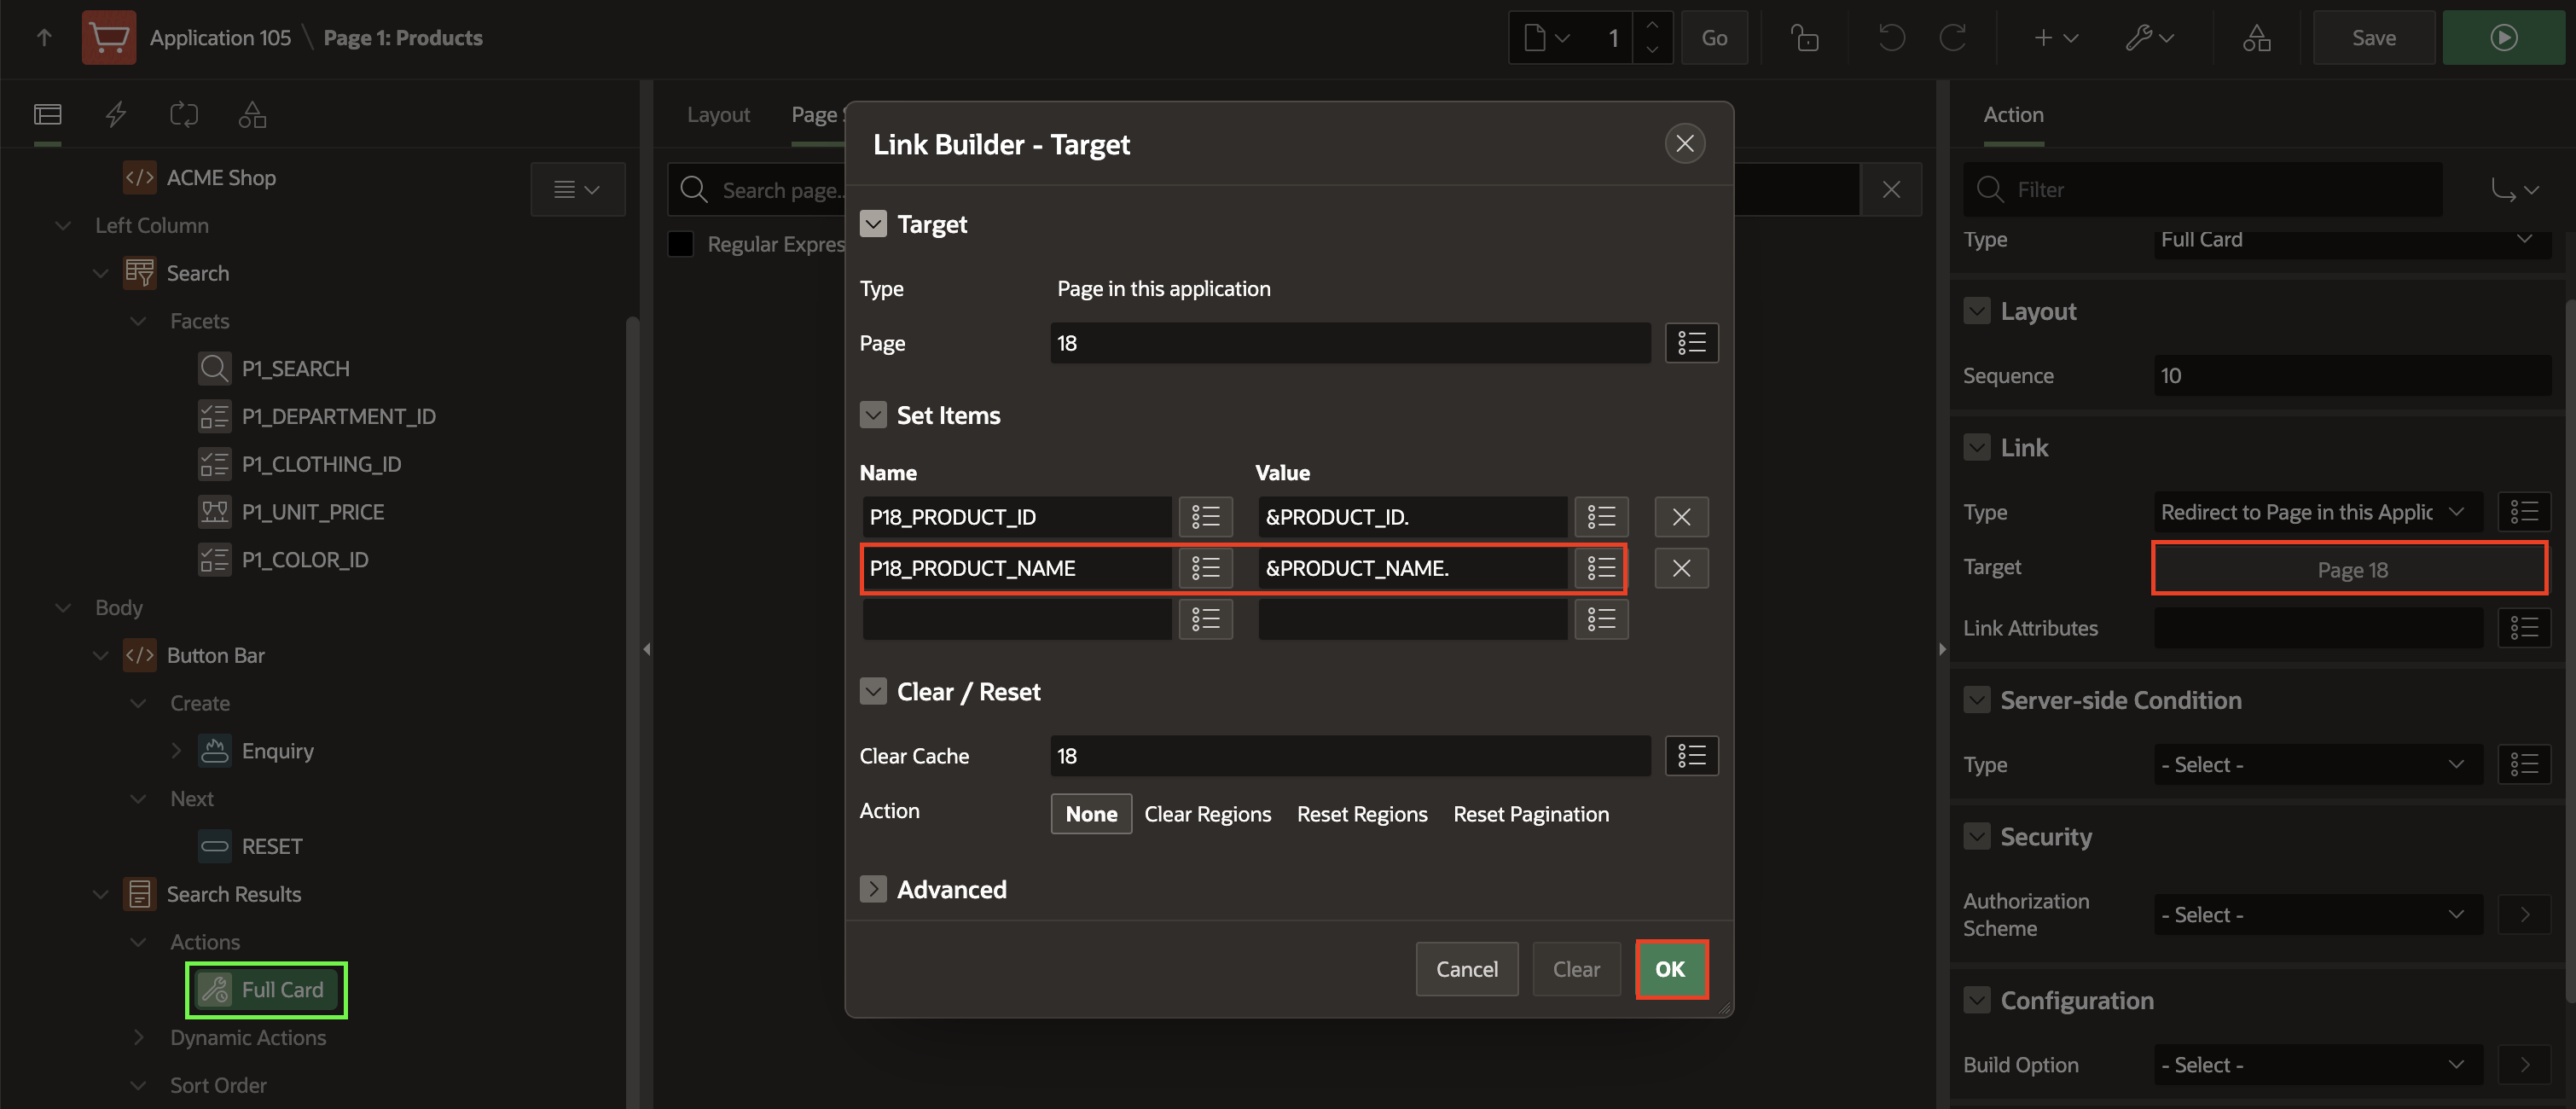 Application 105 \ Page 1: Products
1
Go
Save
ACME Shop
Left Column
Search
Facets
P1_SEARCH
P1_DEPARTMENT_ID
P1_CLOTHING_ID
P1_UNIT_PRICE
P1_COLOR_ID
Body
Button Bar
Create
Enquiry
Next
RESET
Search Results
Actions
Full Card
Dynamic Actions
Sort Order
Layout
Page S
Search page..
Regular Expres
Link Builder - Target
Target
Type
Page in this application
Page
18
Set Items
Name
Value
P18_PRODUCT_ID
&PRODUCT_ID.
P18_PRODUCT_NAME
&PRODUCT_NAME.
Clear / Reset
Clear Cache
18
Action
None
Clear Regions
Reset Regions
Reset Pagination
Advanced
Cancel
Clear
OK
Action
Filter
Type
Full Card
Layout
Sequence
10
Link
Type
Redirect to Page in this Applic
Target
Page 18
Link Attributes
Server-side Condition
Type
- Select -
Security
Authorization
Scheme
- Select -
Configuration
Build Option
- Select -